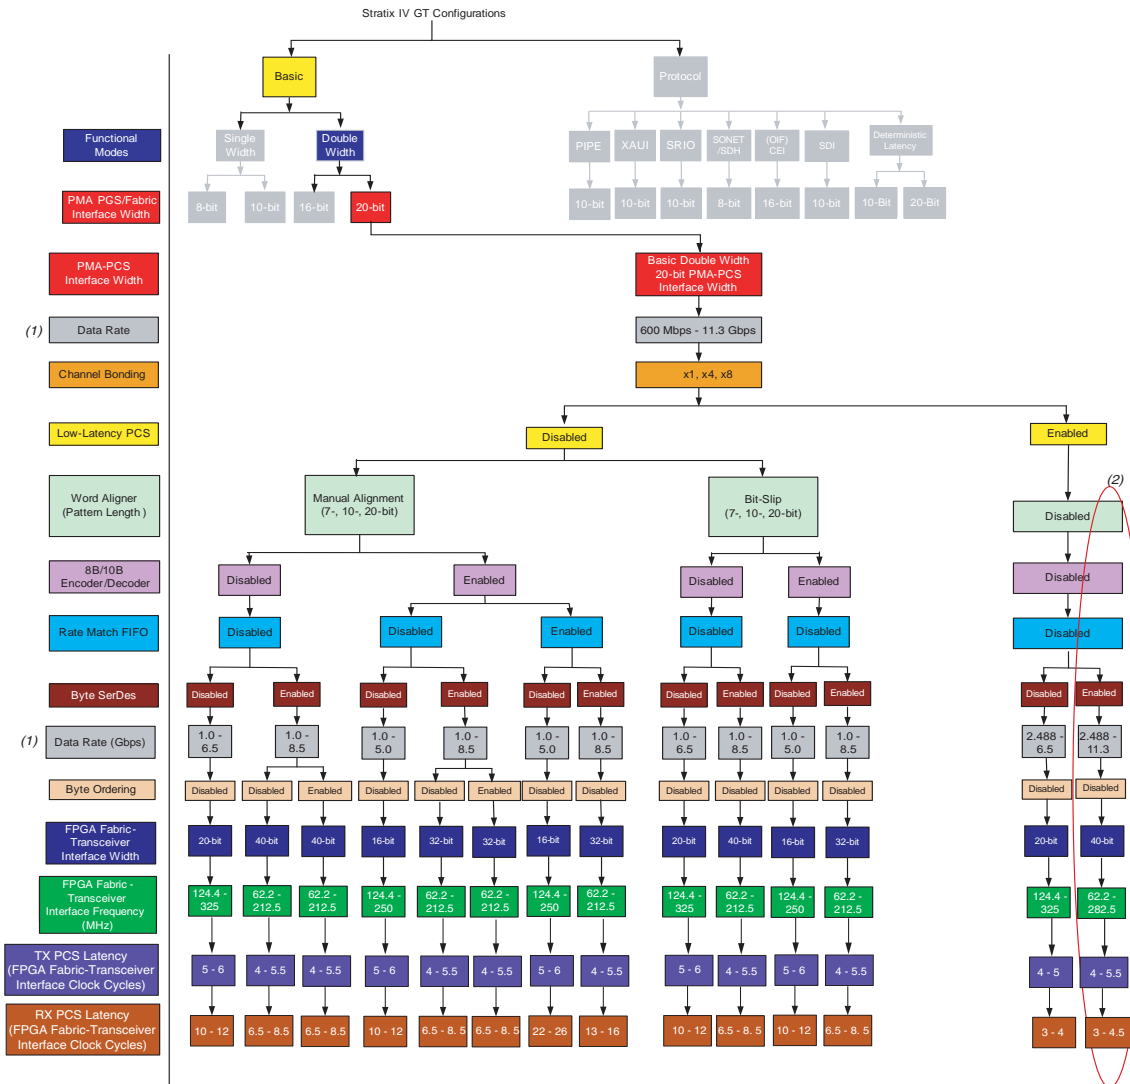 Stratix IV GT Configurations
Basic
Protocol
Functional
Modes
Single
Width
Double
Width
PIPE
XAUI
SRIO
SONET
/SDH
(OIF)
CEI
SDI
Deterministic
Latency
PMA PGS/Fabric
Interface Width
8-bit
10-bit
16-bit
20-bit
10-bit
10-bit
10-bit
8-bit
16-bit
10-bit
10-Bit
20-Bit
PMA-PCS
Interface Width
Basic Double Width
20-bit PMA-PCS
Interface Width
(1)
Data Rate
600 Mbps - 11.3 Gbps
Channel Bonding
x1, x4, x8
Low-Latency PCS
Disabled
Enabled
Word Aligner
(Pattern Length )
Manual Alignment
(7-, 10-, 20-bit)
Bit-Slip
(7-, 10-, 20-bit)
Disabled
(2)
8B/10B
Encoder/Decoder
Disabled
Enabled
Disabled
Enabled
Disabled
Rate Match FIFO
Disabled
Disabled
Enabled
Disabled
Disabled
Disabled
Byte SerDes
Disabled
Enabled
Disabled
Enabled
Disabled
Enabled
Disabled
Enabled
Disabled
Enabled
Disabled
Enabled
(1)
Data Rate (Gbps)
1.0 -
6.5
1.0 -
8.5
1.0 -
5.0
1.0 -
8.5
1.0 -
5.0
1.0 -
8.5
1.0 -
6.5
1.0 -
8.5
1.0 -
5.0
1.0 -
8.5
2.488 -
6.5
2.488 -
11.3
Byte Ordering
Disabled
Disabled
Enabled
Disabled
Disabled
Enabled
Disabled
Disabled
Disabled
Disabled
Disabled
Disabled
Disabled
Disabled
FPGA Fabric-
Transceiver
Interface Width
20-bit
40-bit
40-bit
16-bit
32-bit
32-bit
16-bit
32-bit
20-bit
40-bit
16-bit
32-bit
20-bit
40-bit
FPGA Fabric -
Transceiver
Interface Frequency
(MHz)
124.4 -
325
62.2 -
212.5
62.2 -
212.5
124.4 -
250
62.2 -
212.5
62.2 -
212.5
124.4 -
250
62.2 -
212.5
124.4 -
325
62.2 -
212.5
124.4 -
250
62.2 -
212.5
124.4 -
325
62.2 -
282.5
TX PCS Latency
(FPGA Fabric-Transceiver
Interface Clock Cycles)
5 - 6
4 - 5.5
4 - 5.5
5 - 6
4 - 5.5
4 - 5.5
5 - 6
4 - 5.5
5 - 6
4 - 5.5
5 - 6
4 - 5.5
4 - 5
4 - 5.5
RX PCS Latency
(FPGA Fabric-Transceiver
Interface Clock Cycles)
10 - 12
6.5 - 8.5
6.5 - 8.5
10 - 12
6.5 - 8. 5
6.5 - 8. 5
22 - 26
13 - 16
10 - 12
6.5 - 8. 5
10 - 12
6.5 - 8. 5
3 - 4
3 - 4.5